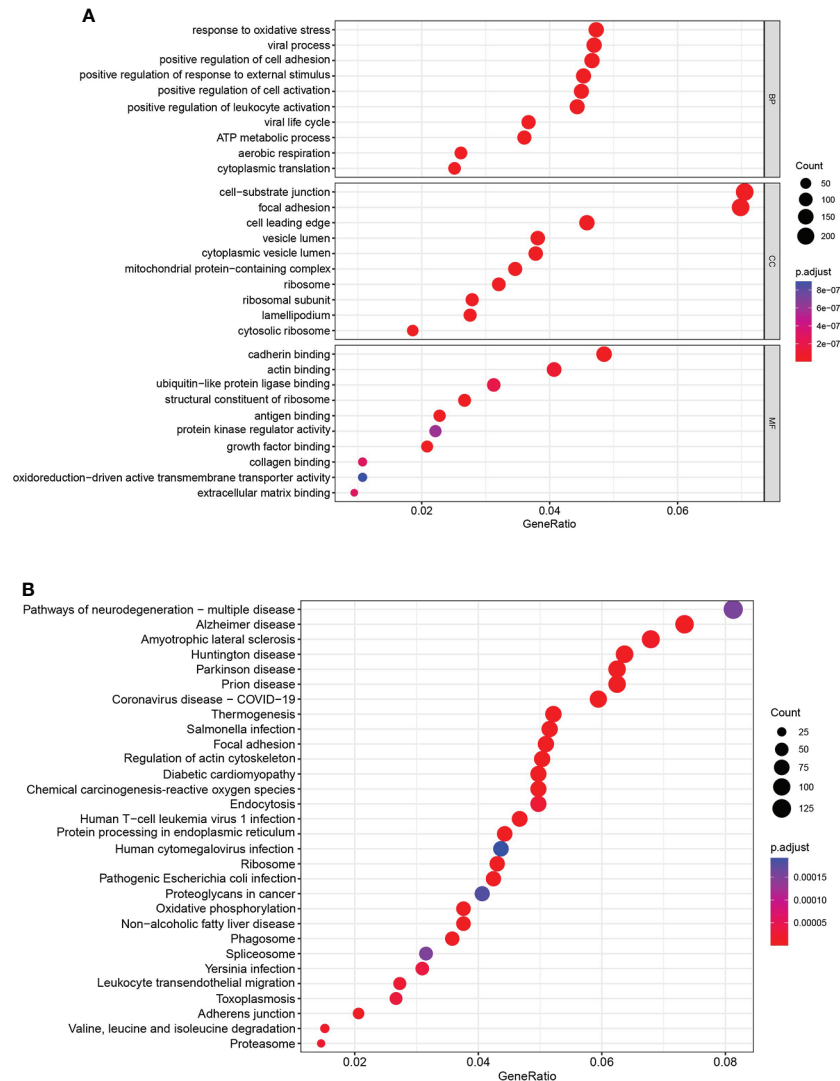 A
response to oxidative stress
viral process
positive regulation of cell adhesion
positive regulation of response to external stimulus
positive regulation of cell activation
positive regulation of leukocyte activation
viral life cycle
ATP metabolic process
aerobic respiration
cytoplasmic translation
BP
cell−substrate junction
focal adhesion
cell leading edge
vesicle lumen
cytoplasmic vesicle lumen
mitochondrial protein−containing complex
ribosome
ribosomal subunit
lamellipodium
cytosolic ribosome
CC
cadherin binding
actin binding
ubiquitin−like protein ligase binding
structural constituent of ribosome
antigen binding
protein kinase regulator activity
growth factor binding
collagen binding
oxidoreduction−driven active transmembrane transporter activity
extracellular matrix binding
MF
0.02 0.04 0.06
GeneRatio
Count
50
100
150
200
p.adjust
8e−07
6e−07
4e−07
2e−07
B
Pathways of neurodegeneration − multiple disease
Alzheimer disease
Amyotrophic lateral sclerosis
Huntington disease
Parkinson disease
Prion disease
Coronavirus disease − COVID−19
Thermogenesis
Salmonella infection
Focal adhesion
Regulation of actin cytoskeleton
Diabetic cardiomyopathy
Chemical carcinogenesis-reactive oxygen species
Endocytosis
Human T−cell leukemia virus 1 infection
Protein processing in endoplasmic reticulum
Human cytomegalovirus infection
Ribosome
Pathogenic Escherichia coli infection
Proteoglycans in cancer
Oxidative phosphorylation
Non−alcoholic fatty liver disease
Phagosome
Spliceosome
Yersinia infection
Leukocyte transendothelial migration
Toxoplasmosis
Adherens junction
Valine, leucine and isoleucine degradation
Proteasome
0.02 0.04 0.06 0.08
GeneRatio
Count
25
50
75
100
125
p.adjust
0.00015
0.00010
0.00005